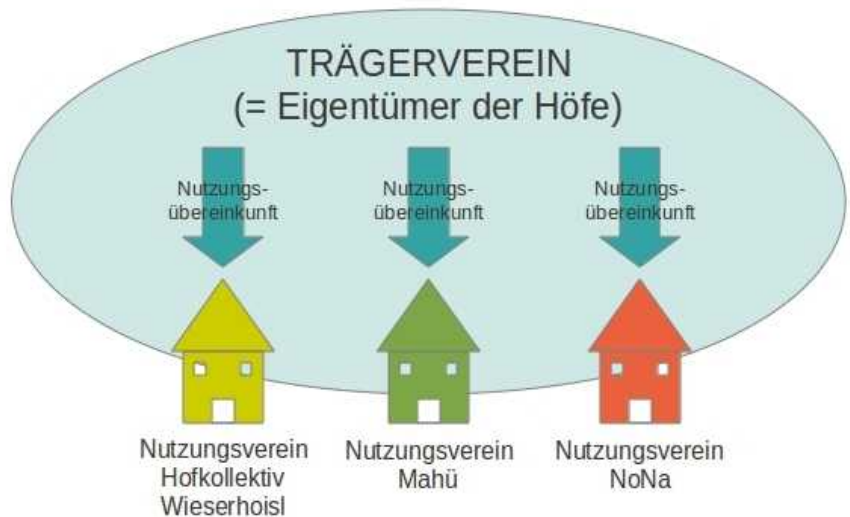 TRÄGERVEREIN
(= Eigentümer der Höfe)
Nutzungs-
übereinkunft
Nutzungs-
übereinkunft
Nutzungs-
übereinkunft
Nutzungsverein
Hofkollektiv
Wieserhoisl
Nutzungsverein
Mahü
Nutzungsverein
NoNa